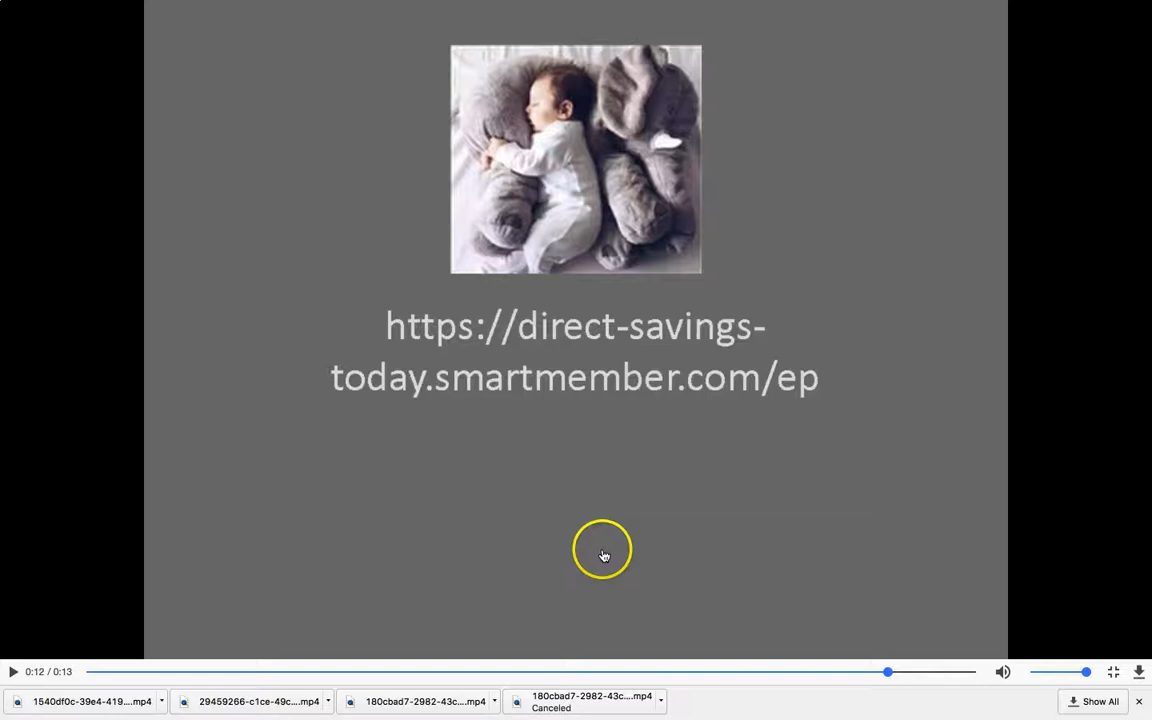 https://direct-savings-
today.smartmember.com/ep
0:12 / 0:13
1540df0c-39e4-419....mp4
29459266-c1ce-49c....mp4
180cbad7-2982-43c....mp4
180cbad7-2982-43c....mp4
Canceled
Show All